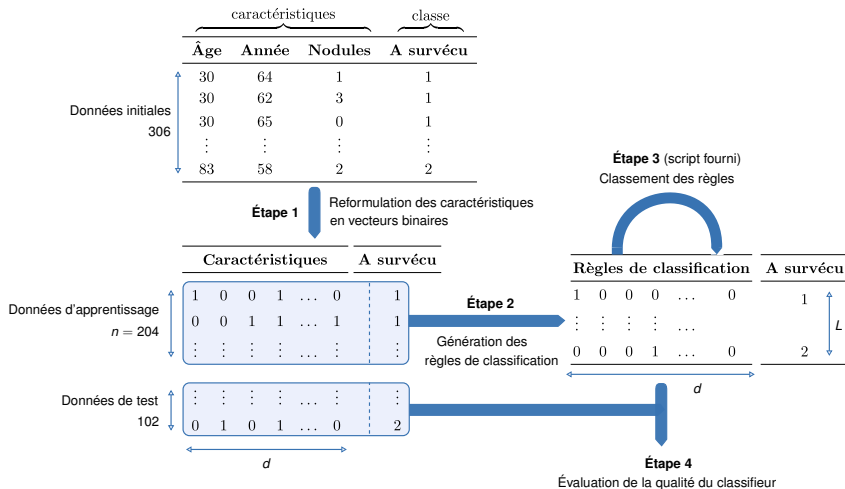 caractéristiques classe
Âge Année Nodules A survécu
30 64 1 1
30 62 3 1
30 65 0 1
⋮ ⋮ ⋮ ⋮
83 58 2 2
Données initiales
306
Étape 1
Reformulation des caractéristiques
en vecteurs binaires
Étape 3 (script fourni)
Classement des règles
Caractéristiques A survécu
1 0 0 1 … 0 1
0 0 1 1 … 1 1
⋮ ⋮ ⋮ ⋮ … ⋮ ⋮
Données d'apprentissage
n = 204
Étape 2
Génération des
règles de classification
Règles de classification A survécu
1 0 0 0 … 0 1
⋮ ⋮ ⋮ ⋮ …
0 0 0 1 … 0 2
L
d
Données de test
102
⋮ ⋮ ⋮ ⋮ … ⋮ ⋮
0 1 0 1 … 0 2
d
Étape 4
Évaluation de la qualité du classifieur